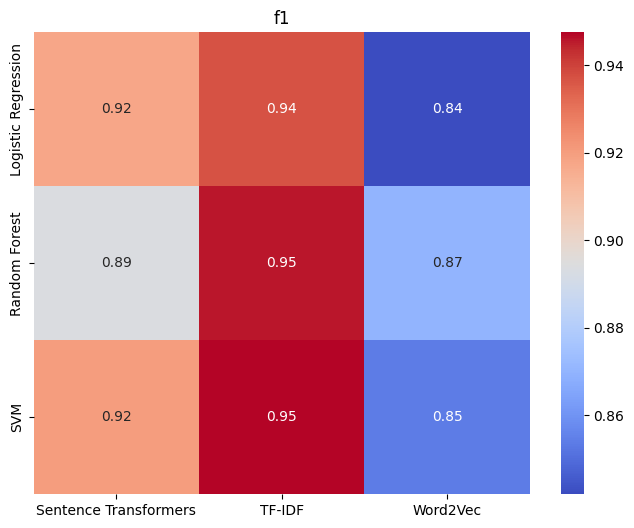 f1
Logistic Regression
0.92 0.94 0.84
Random Forest
0.89 0.95 0.87
SVM
0.92 0.95 0.85
Sentence Transformers TF-IDF Word2Vec
0.94
0.92
0.90
0.88
0.86